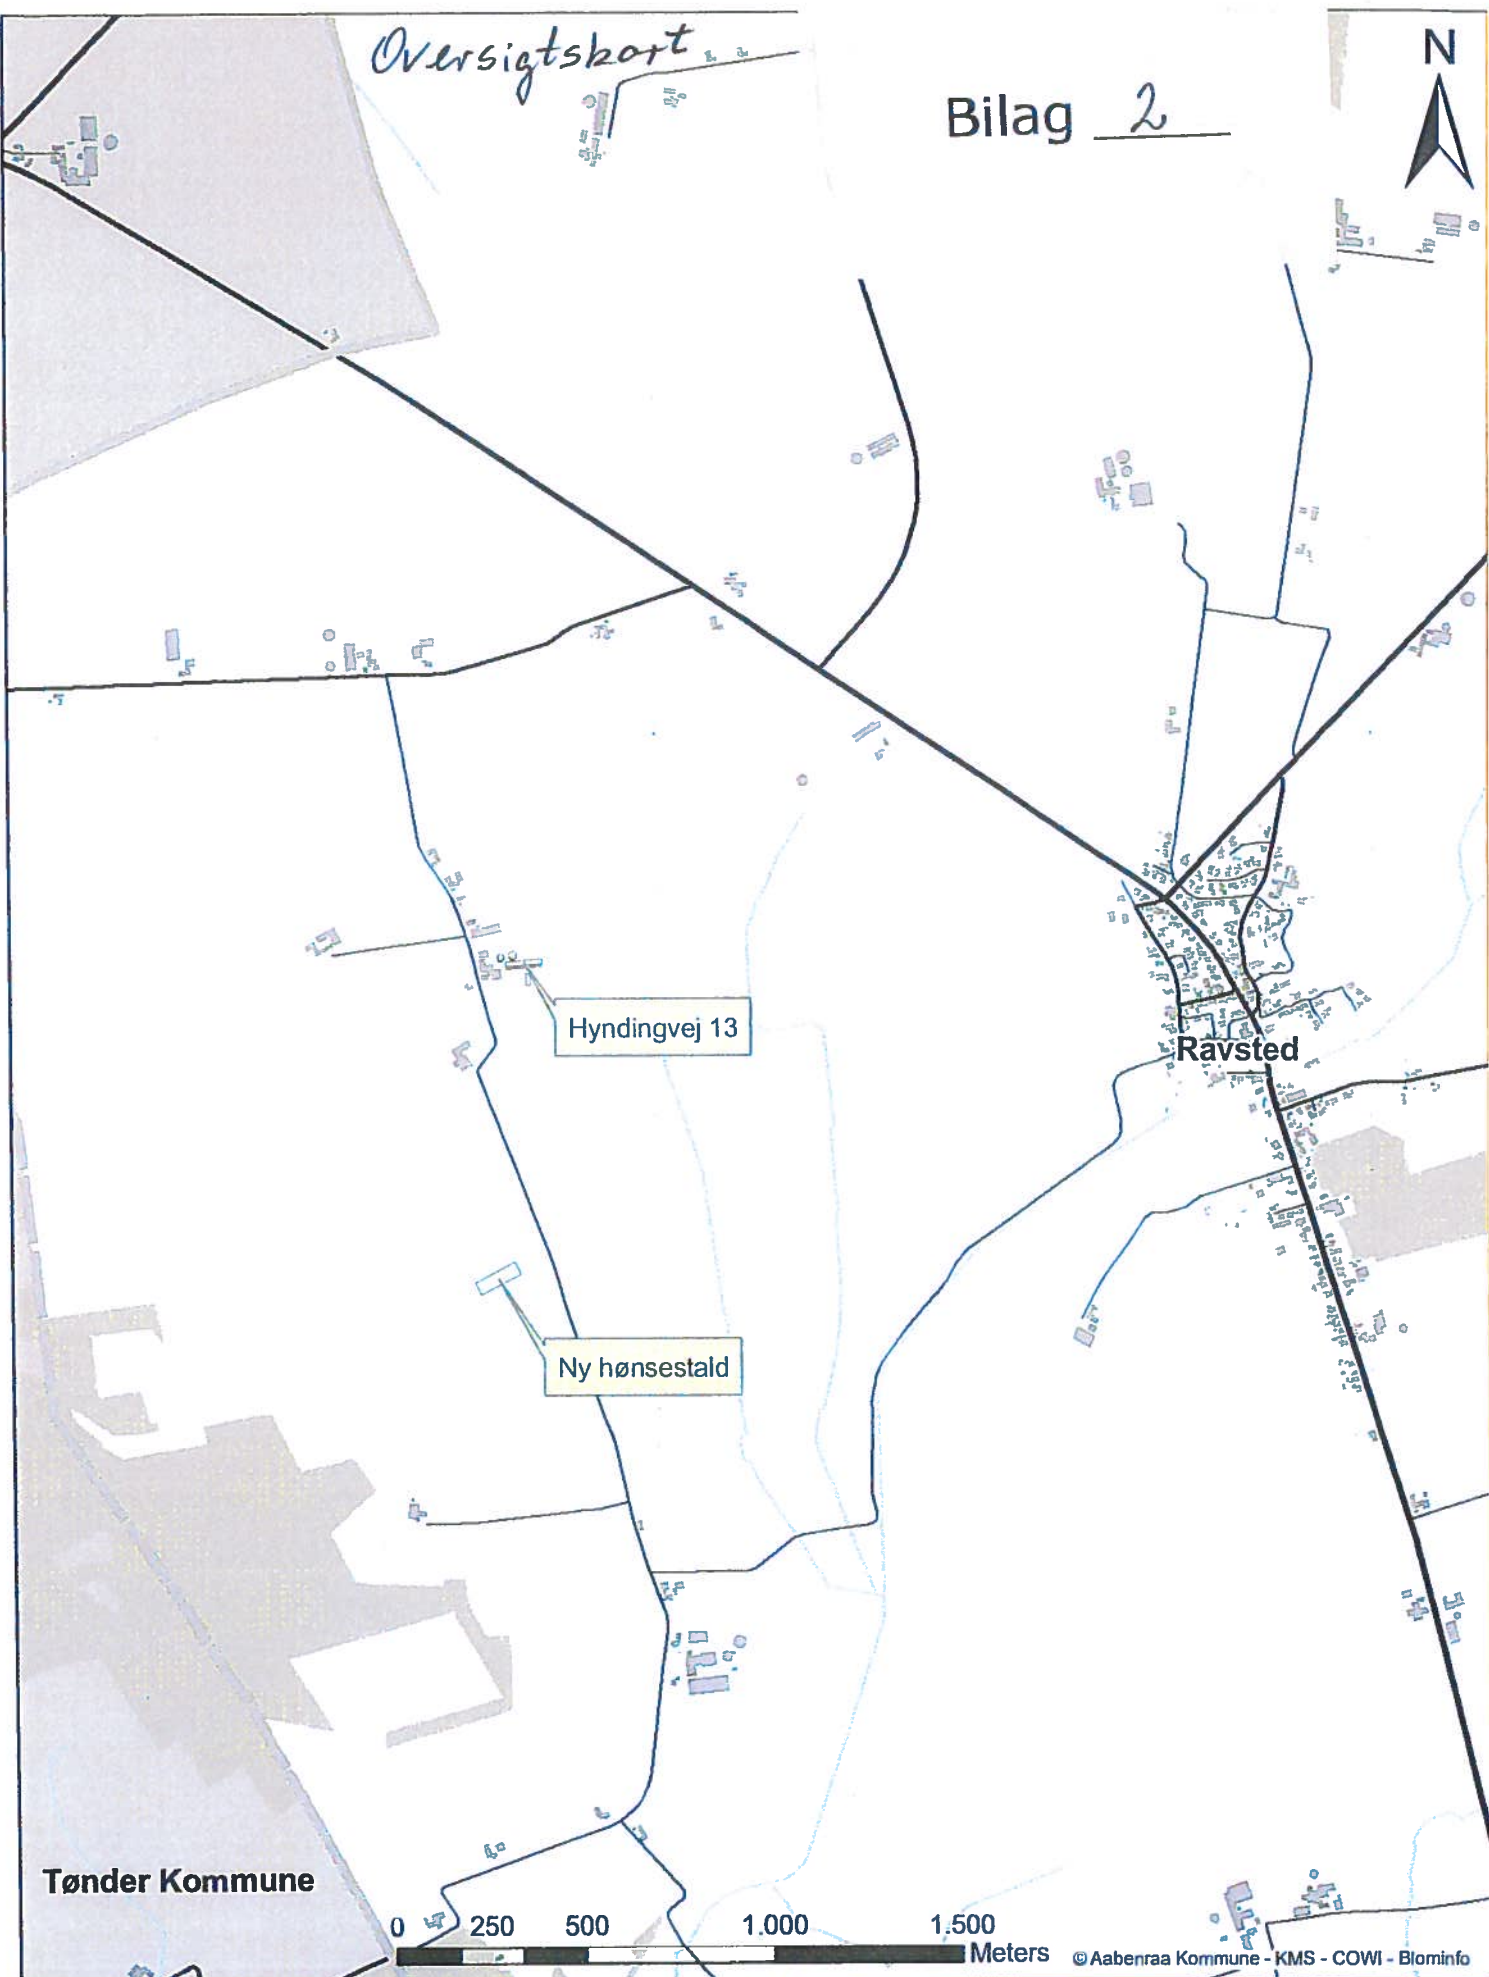 Oversigtskort
Bilag 2
N
Hyndingvej 13
Ravsted
Ny hønsestald
Tønder Kommune
0 250 500 1.000 1.500
Meters
© Aabenraa Kommune - KMS - COWI - Blominfo